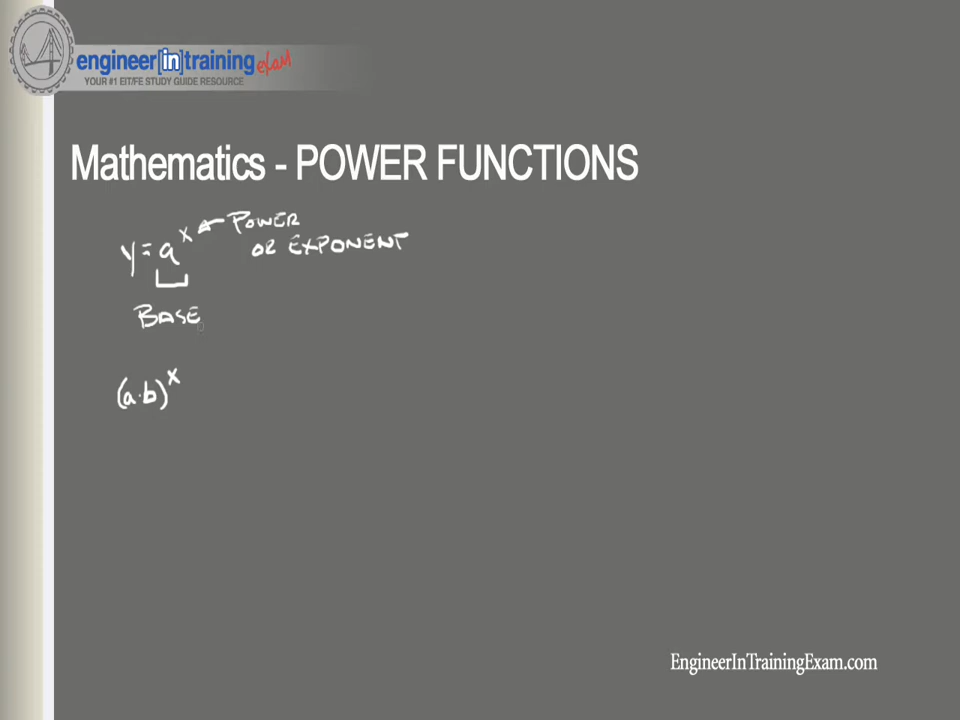 engineer[in]training exam
YOUR #1 EIT/FE STUDY GUIDE RESOURCE
Mathematics - POWER FUNCTIONS
y = a^x ← POWER
OR EXPONENT
BASE
(a·b)^x
EngineerInTrainingExam.com